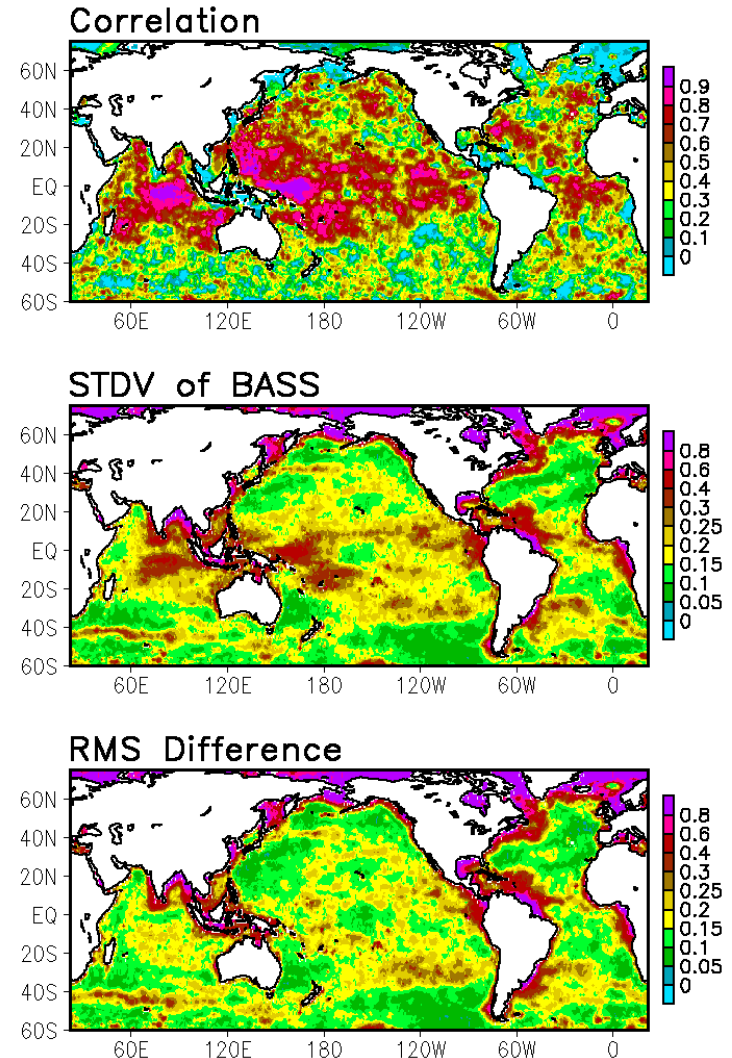 Correlation
60N
40N
20N
EQ
20S
40S
60S
60E 120E 180 120W 60W 0
0.9
0.8
0.7
0.6
0.5
0.4
0.3
0.2
0.1
0
STDV of BASS
60N
40N
20N
EQ
20S
40S
60S
60E 120E 180 120W 60W 0
0.8
0.6
0.4
0.3
0.25
0.2
0.15
0.1
0.05
0
RMS Difference
60N
40N
20N
EQ
20S
40S
60S
60E 120E 180 120W 60W 0
0.8
0.6
0.4
0.3
0.25
0.2
0.15
0.1
0.05
0